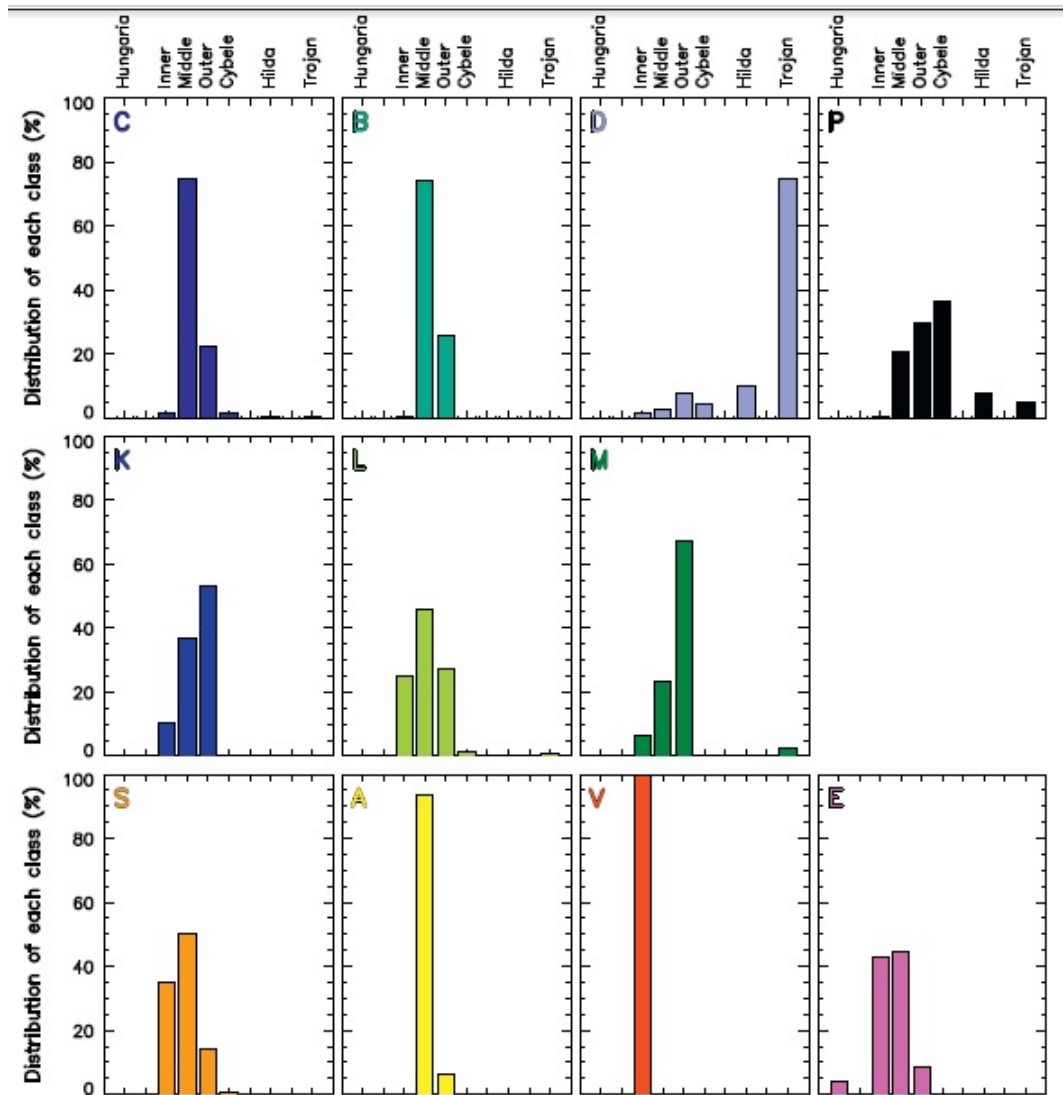 Hungaria Inner Middle Outer Cybele Hilda Trojan Hungaria Inner Middle Outer Cybele Hilda Trojan Hungaria Inner Middle Outer Cybele Hilda Trojan Hungaria Inner Middle Outer Cybele Hilda Trojan
Distribution of each class (%)
100
80
60
40
20
0
C
B
D
P
Distribution of each class (%)
100
80
60
40
20
0
K
L
M
Distribution of each class (%)
100
80
60
40
20
0
S
A
V
E